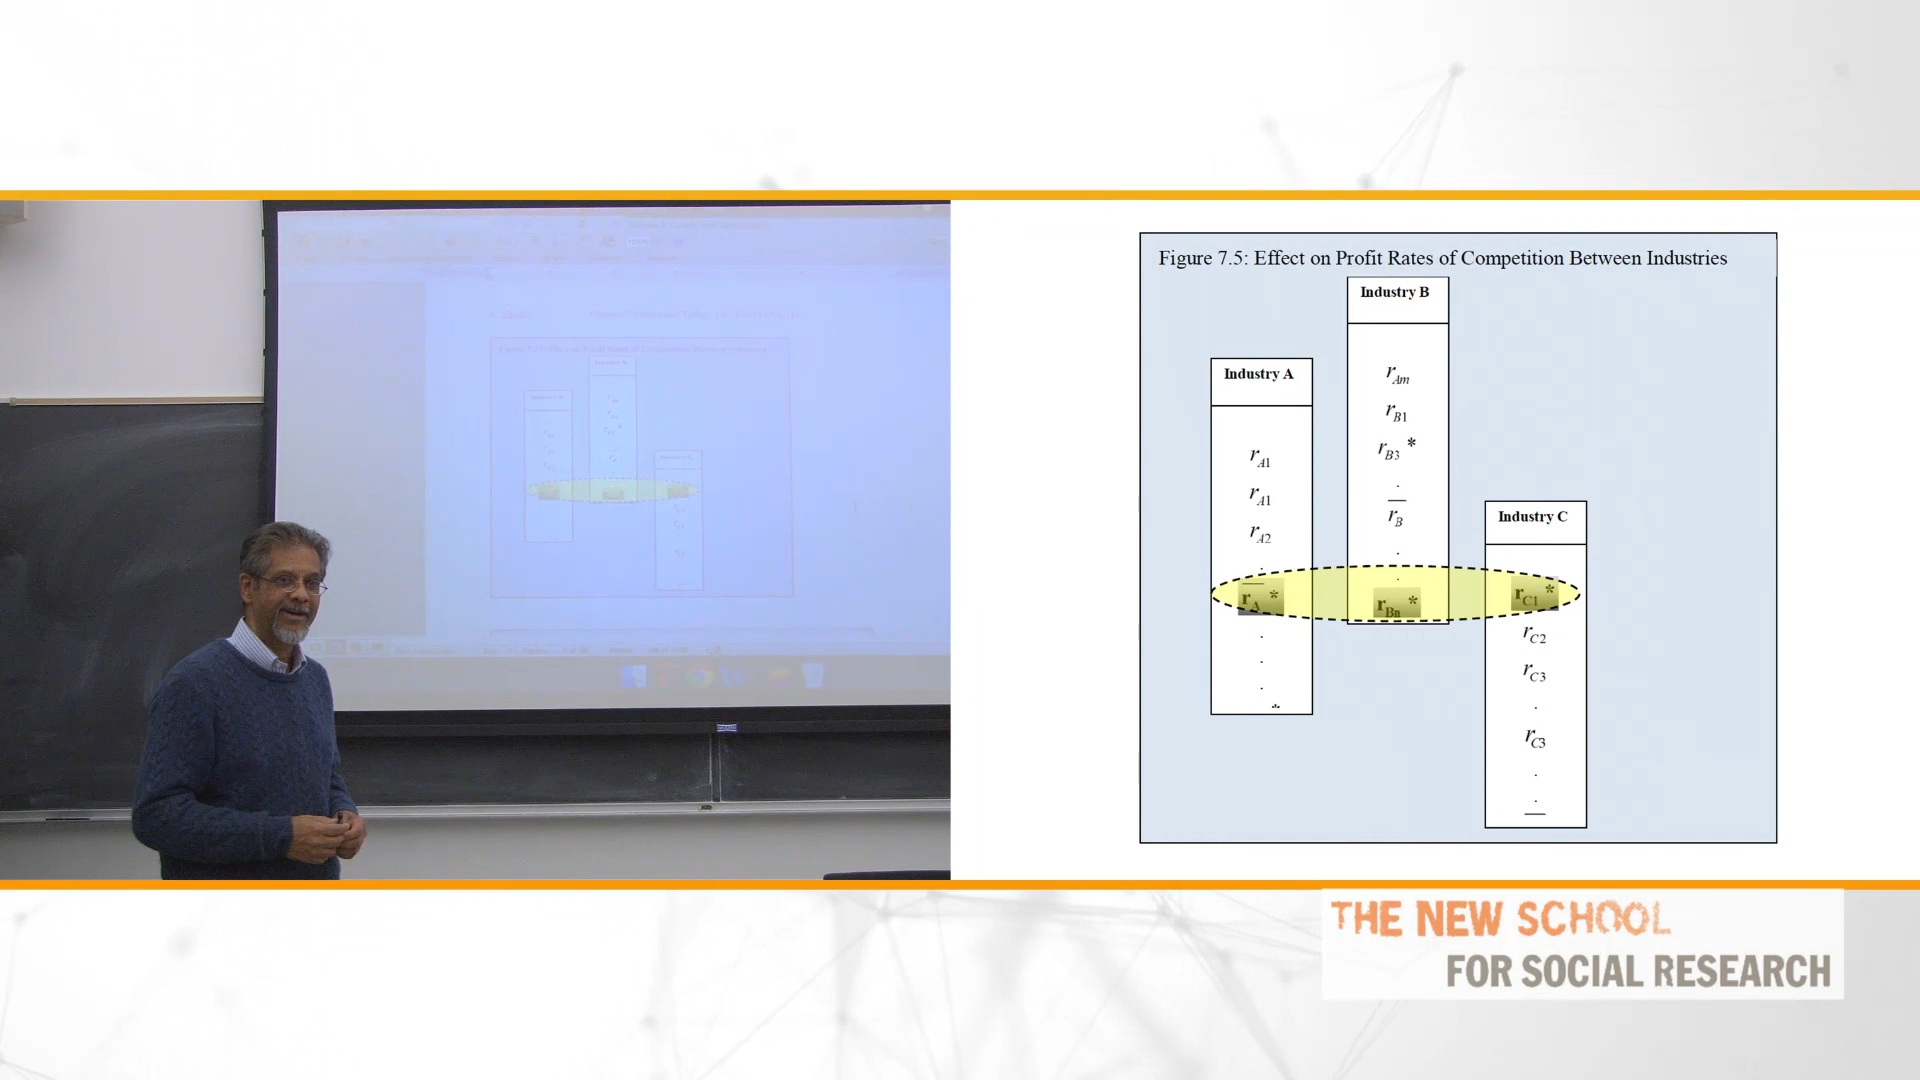 Figure 7.5: Effect on Profit Rates of Competition Between Industries
Industry B
r_Am
r_B1
r_B3 *
.
r̅_B
.
.
r_Bn *
Industry A
r_A1
r_A1
r_A2
.
r̅_A *
.
.
.
*
Industry C
r_C1 *
r_C2
r_C3
.
r_C3
.
.
THE NEW SCHOOL
FOR SOCIAL RESEARCH